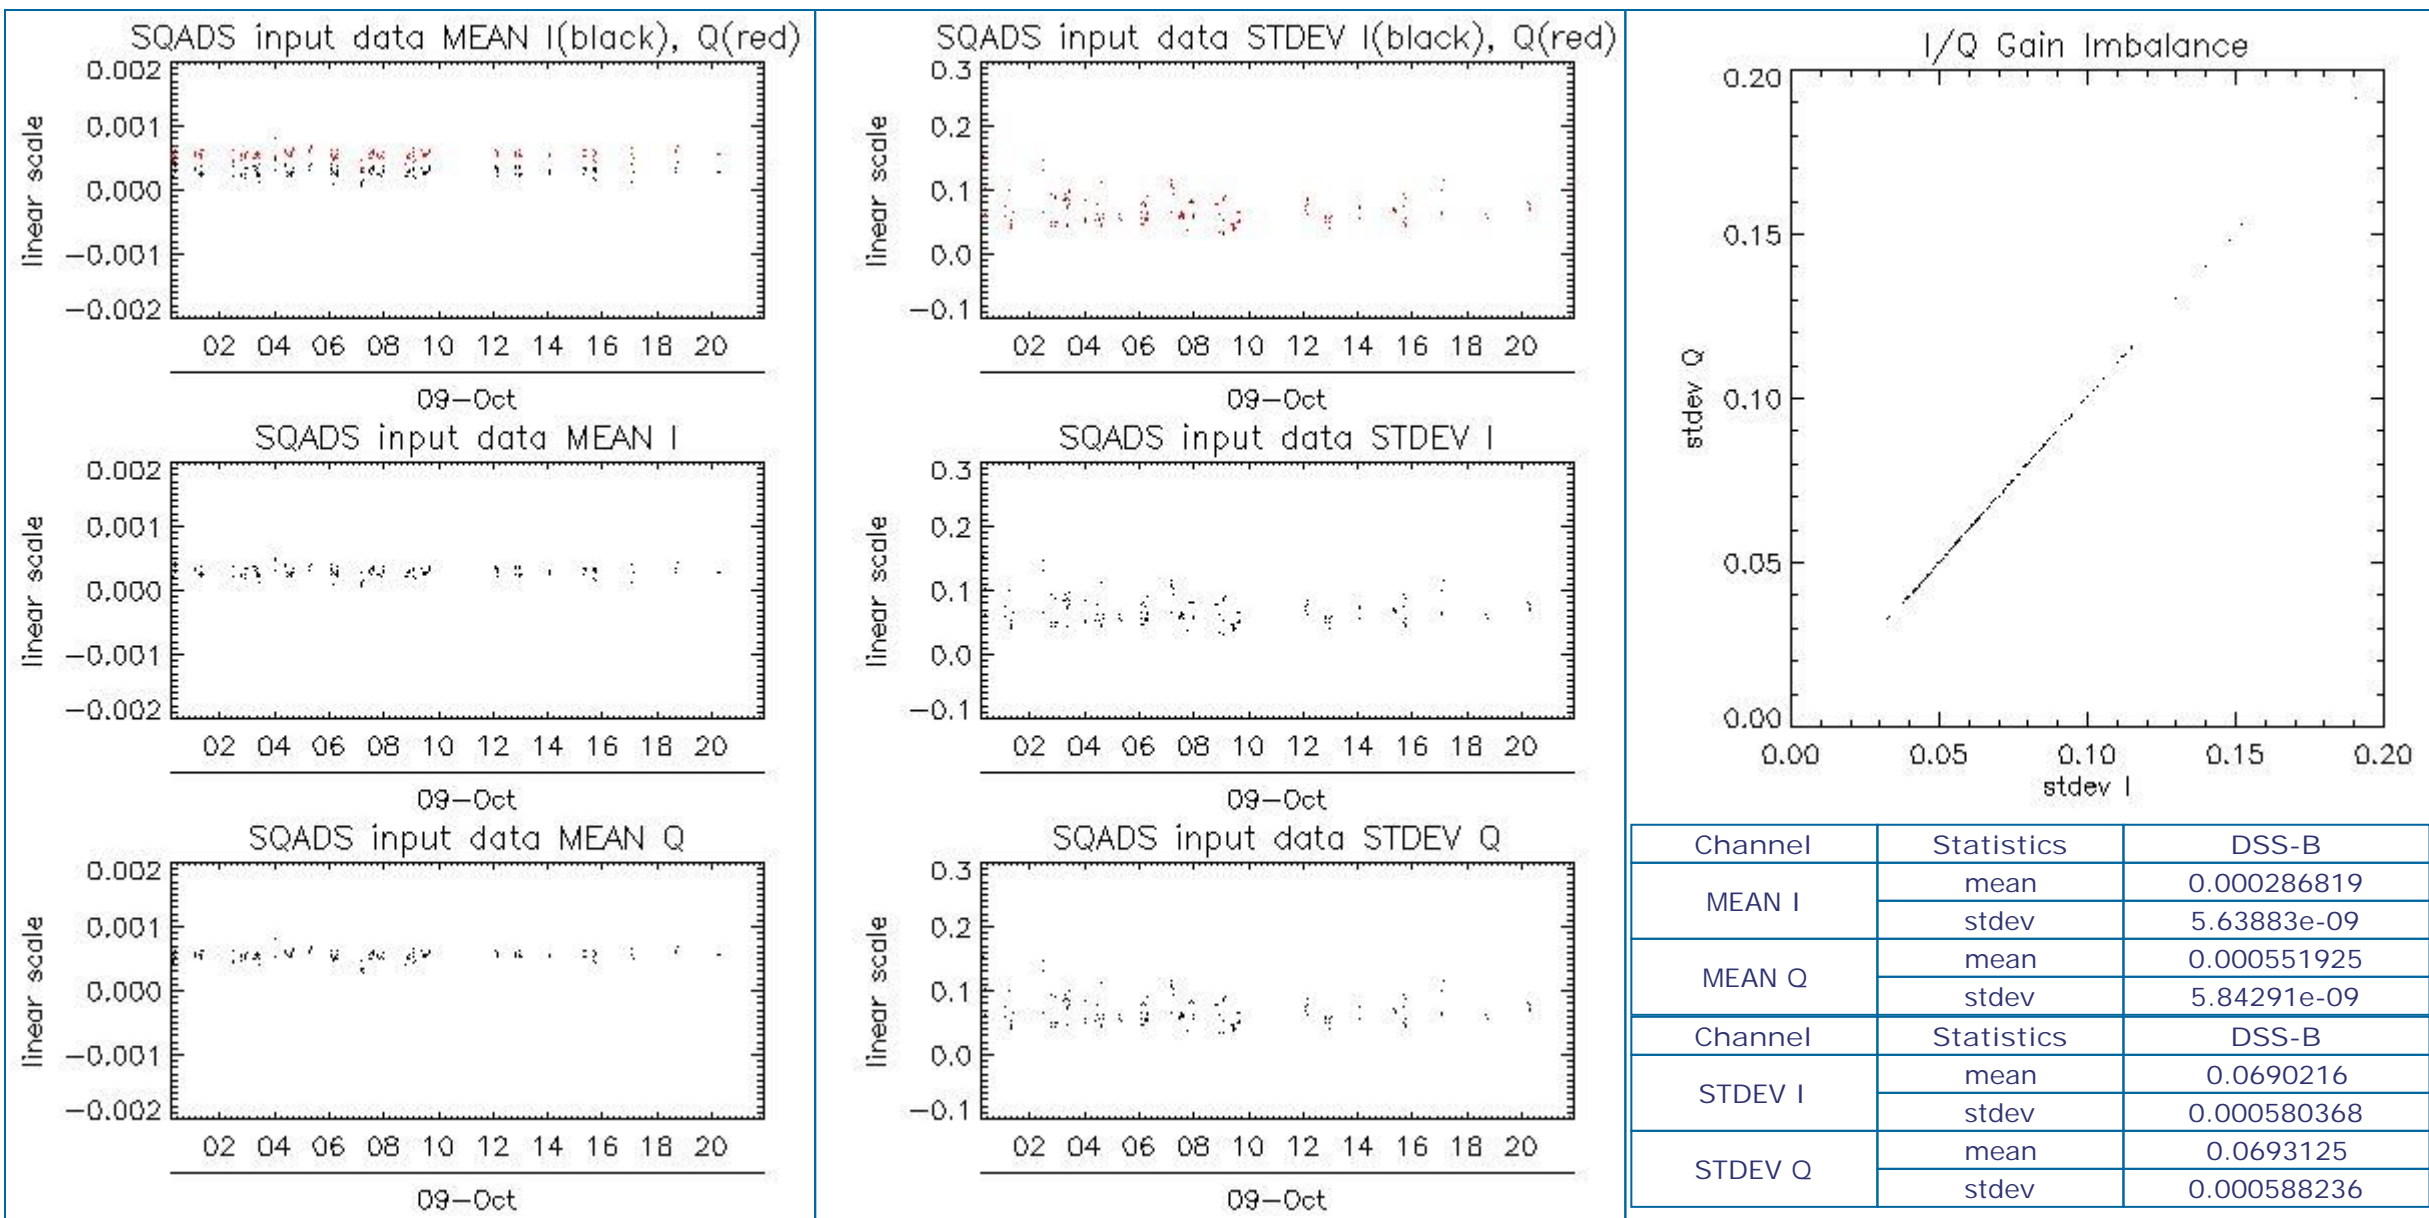 SQADS input data MEAN I(black), Q(red)
0.002
0.001
0.000
-0.001
-0.002
linear scale
02 04 06 08 10 12 14 16 18 20
09-Oct
SQADS input data MEAN I
0.002
0.001
0.000
-0.001
-0.002
linear scale
02 04 06 08 10 12 14 16 18 20
09-Oct
SQADS input data MEAN Q
0.002
0.001
0.000
-0.001
-0.002
linear scale
02 04 06 08 10 12 14 16 18 20
09-Oct
SQADS input data STDEV I(black), Q(red)
0.3
0.2
0.1
0.0
-0.1
linear scale
02 04 06 08 10 12 14 16 18 20
09-Oct
SQADS input data STDEV I
0.3
0.2
0.1
0.0
-0.1
linear scale
02 04 06 08 10 12 14 16 18 20
09-Oct
SQADS input data STDEV Q
0.3
0.2
0.1
0.0
-0.1
linear scale
02 04 06 08 10 12 14 16 18 20
09-Oct
I/Q Gain Imbalance
0.20
0.15
0.10
0.05
0.00
stdev Q
0.00 0.05 0.10 0.15 0.20
stdev I
Channel Statistics DSS-B
MEAN I mean 0.000286819
stdev 5.63883e-09
MEAN Q mean 0.000551925
stdev 5.84291e-09
Channel Statistics DSS-B
STDEV I mean 0.0690216
stdev 0.000580368
STDEV Q mean 0.0693125
stdev 0.000588236